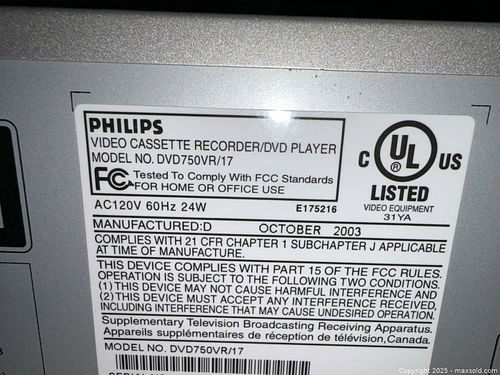 PHILIPS
VIDEO CASSETTE RECORDER/DVD PLAYER
MODEL NO. DVD750VR/17
FC Tested To Comply With FCC Standards
FOR HOME OR OFFICE USE
C UL US
®
LISTED
VIDEO EQUIPMENT
31YA
AC120V 60Hz 24W E175216
MANUFACTURED:D OCTOBER 2003
COMPLIES WITH 21 CFR CHAPTER 1 SUBCHAPTER J APPLICABLE
AT TIME OF MANUFACTURE.
THIS DEVICE COMPLIES WITH PART 15 OF THE FCC RULES.
OPERATION IS SUBJECT TO THE FOLLOWING TWO CONDITIONS.
(1) THIS DEVICE MAY NOT CAUSE HARMFUL INTERFERENCE AND
(2) THIS DEVICE MUST ACCEPT ANY INTERFERENCE RECEIVED,
INCLUDING INTERFERENCE THAT MAY CAUSE UNDESIRED OPERATION.
Supplementary Television Broadcasting Receiving Apparatus.
Appareils supplémentaires de réception de télévision,Canada.
MODEL NO. DVD750VR/17
Copyright © 2025 - maxsold.com